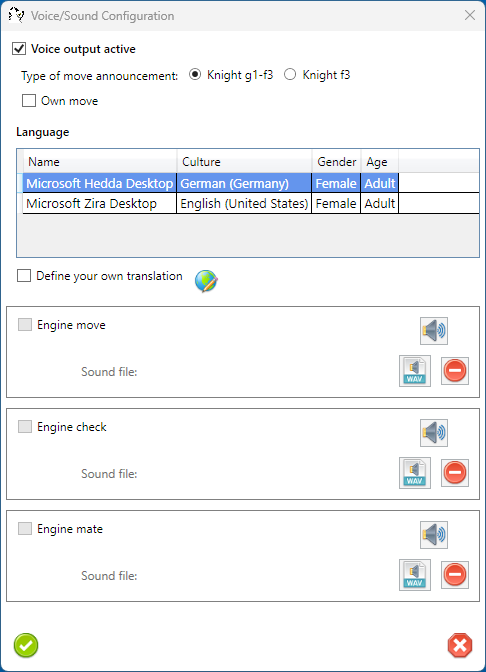 Voice/Sound Configuration
Voice output active
Type of move announcement: Knight g1-f3 Knight f3
Own move
Language
Name Culture Gender Age
Microsoft Hedda Desktop German (Germany) Female Adult
Microsoft Zira Desktop English (United States) Female Adult
Define your own translation
Engine move
Sound file:
WAV
Engine check
Sound file:
WAV
Engine mate
Sound file:
WAV